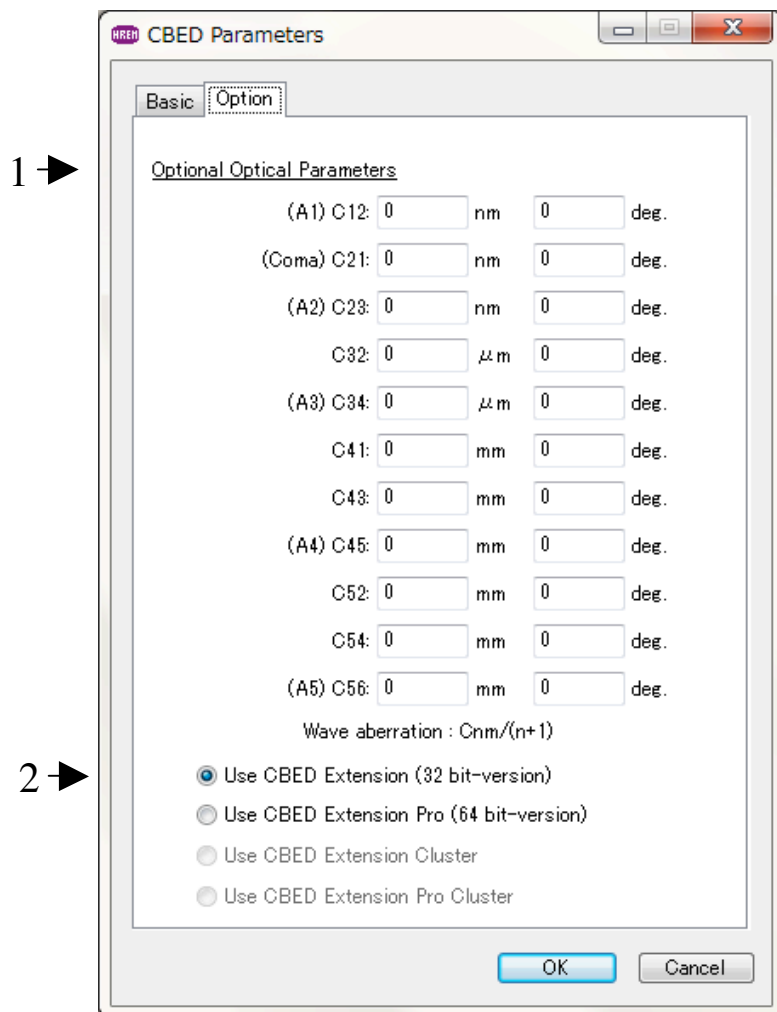 HREM CBED Parameters X
Basic Option
1 Optional Optical Parameters
(A1) C12: 0 nm 0 deg.
(Coma) C21: 0 nm 0 deg.
(A2) C23: 0 nm 0 deg.
C32: 0 μm 0 deg.
(A3) C34: 0 μm 0 deg.
C41: 0 mm 0 deg.
C43: 0 mm 0 deg.
(A4) C45: 0 mm 0 deg.
C52: 0 mm 0 deg.
C54: 0 mm 0 deg.
(A5) C56: 0 mm 0 deg.
Wave aberration : Cnm/(n+1)
2 Use CBED Extension (32 bit-version)
Use CBED Extension Pro (64 bit-version)
Use CBED Extension Cluster
Use CBED Extension Pro Cluster
OK Cancel